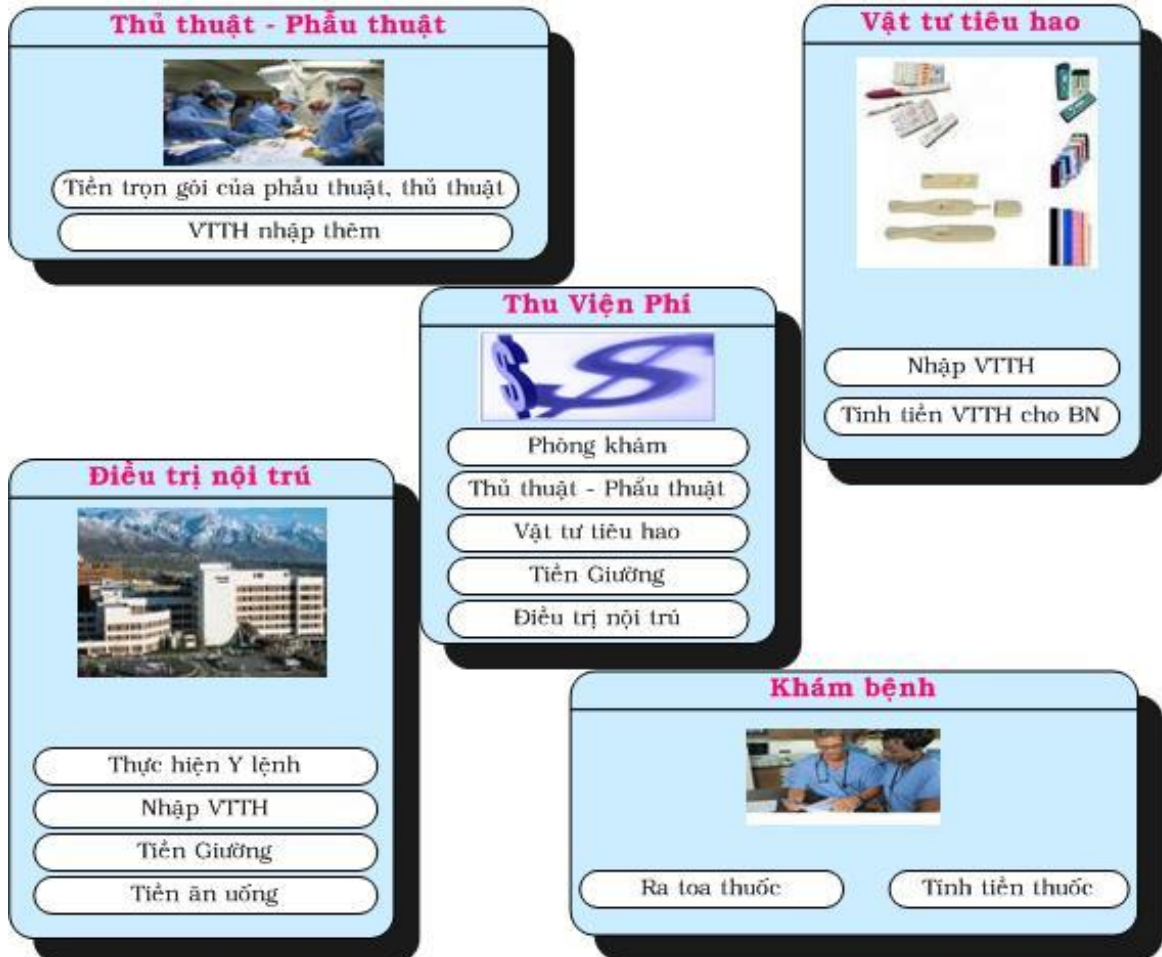 Thủ thuật - Phẫu thuật
Tiền trọn gói của phẫu thuật, thủ thuật
VTTH nhập thêm
Vật tư tiêu hao
Nhập VTTH
Tính tiền VTTH cho BN
Thu Viện Phí
Phòng khám
Thủ thuật - Phẩu thuật
Vật tư tiêu hao
Tiền Giường
Điều trị nội trú
Điều trị nội trú
Thực hiện Y lệnh
Nhập VTTH
Tiền Giường
Tiền ăn uống
Khám bệnh
Ra toa thuốc
Tính tiền thuốc